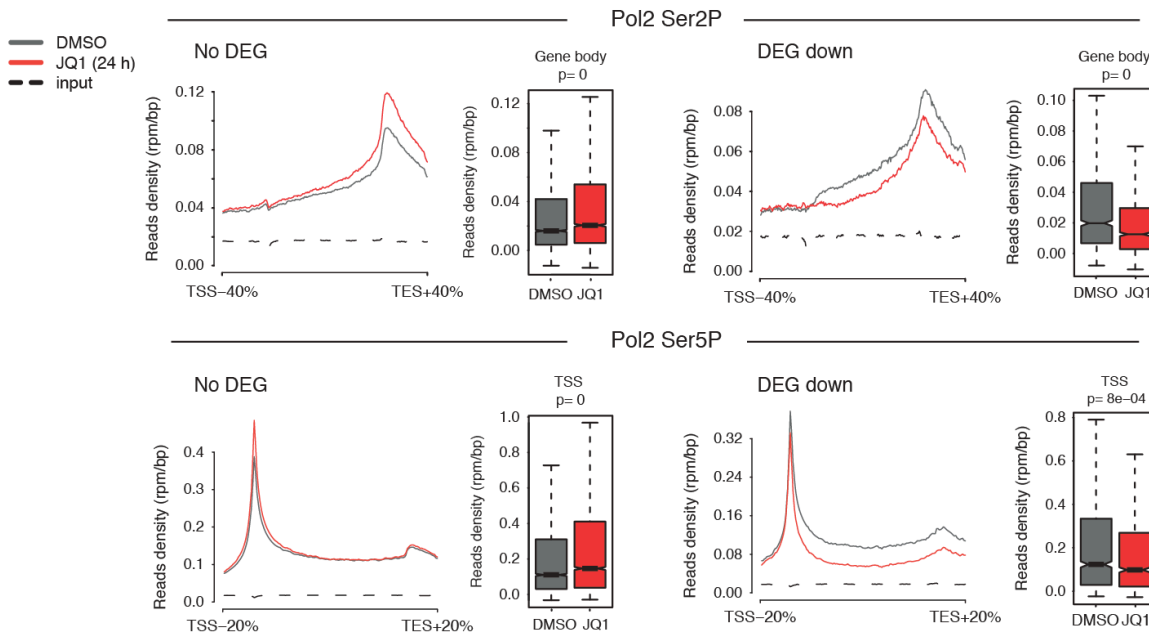 Pol2 Ser2P
DMSO
JQ1 (24 h)
input
No DEG
Reads density (rpm/bp)
0.12
0.08
0.04
0.00
TSS–40%
TES+40%
Gene body
p= 0
Reads density (rpm/bp)
0.12
0.08
0.04
0.00
DMSO JQ1
DEG down
Reads density (rpm/bp)
0.08
0.06
0.04
0.02
0.00
TSS–40%
TES+40%
Gene body
p= 0
Reads density (rpm/bp)
0.10
0.08
0.06
0.04
0.02
0.00
DMSO JQ1
Pol2 Ser5P
No DEG
Reads density (rpm/bp)
0.4
0.3
0.2
0.1
0.0
TSS–20%
TES+20%
TSS
p= 0
Reads density (rpm/bp)
1.0
0.8
0.6
0.4
0.2
0.0
DMSO JQ1
DEG down
Reads density (rpm/bp)
0.32
0.24
0.16
0.08
0.00
TSS–20%
TES+20%
TSS
p= 8e–04
Reads density (rpm/bp)
0.8
0.6
0.4
0.2
0.0
DMSO JQ1